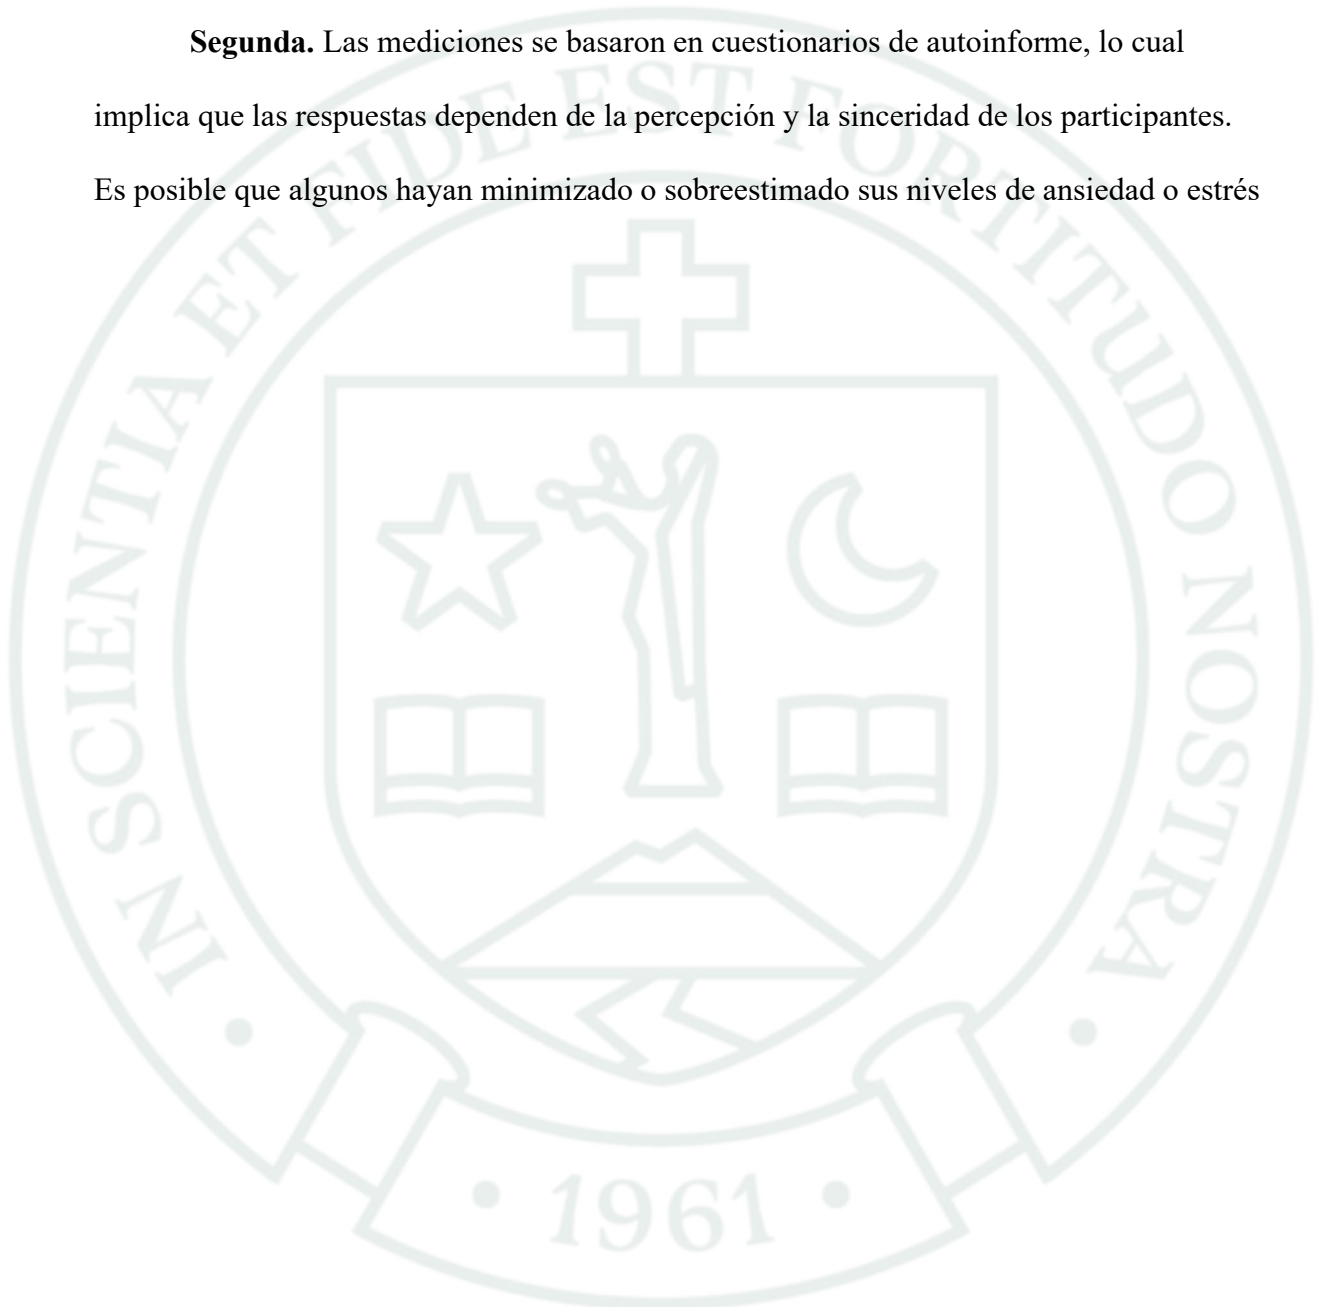 Segunda. Las mediciones se basaron en cuestionarios de autoinforme, lo cual
implica que las respuestas dependen de la percepción y la sinceridad de los participantes.
Es posible que algunos hayan minimizado o sobreestimado sus niveles de ansiedad o estrés
IN SCIENTIA ET FIDE EST FORTITUDO NOSTRA
• 1961 •